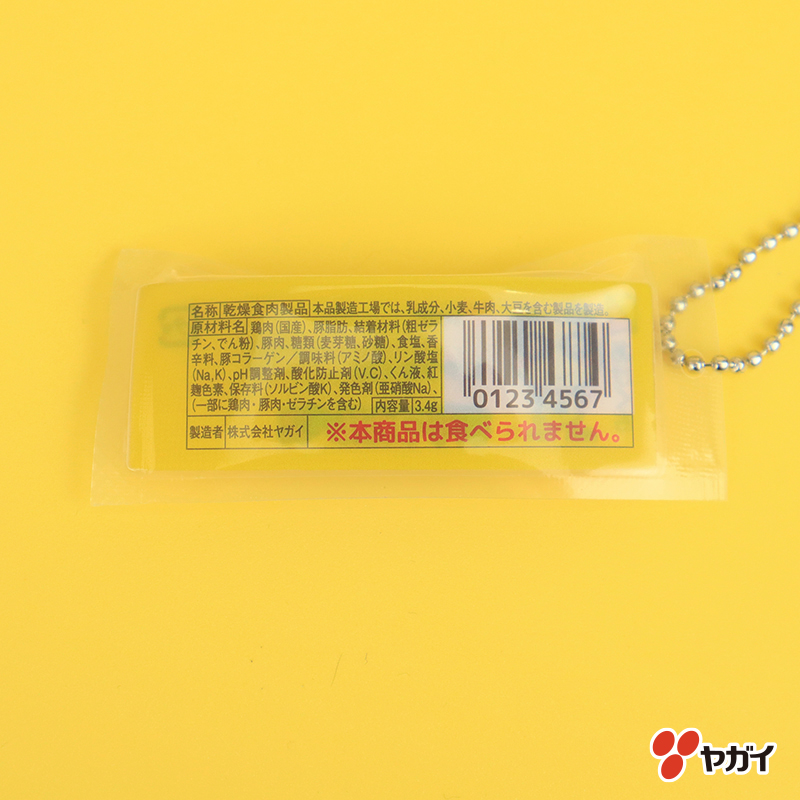 名称 乾燥食肉製品 本品製造工場では、乳成分、小麦、牛肉、大豆を含む製品を製造。
原材料名 鶏肉(国産)、豚脂肪、結着材料(粗ゼラ
チン、でん粉)、豚肉、糖類(麦芽糖、砂糖)、食塩、香
辛料、豚コラーゲン/調味料(アミノ酸)、リン酸塩
(Na,K)、pH調整剤、酸化防止剤(V.C)、くん液、紅
麹色素、保存料(ソルビン酸K)、発色剤(亜硝酸Na)、
(一部に鶏肉・豚肉・ゼラチンを含む) 内容量 3.4g
0123 4567
製造者 株式会社ヤガイ ※本商品は食べられません。
ヤガイ